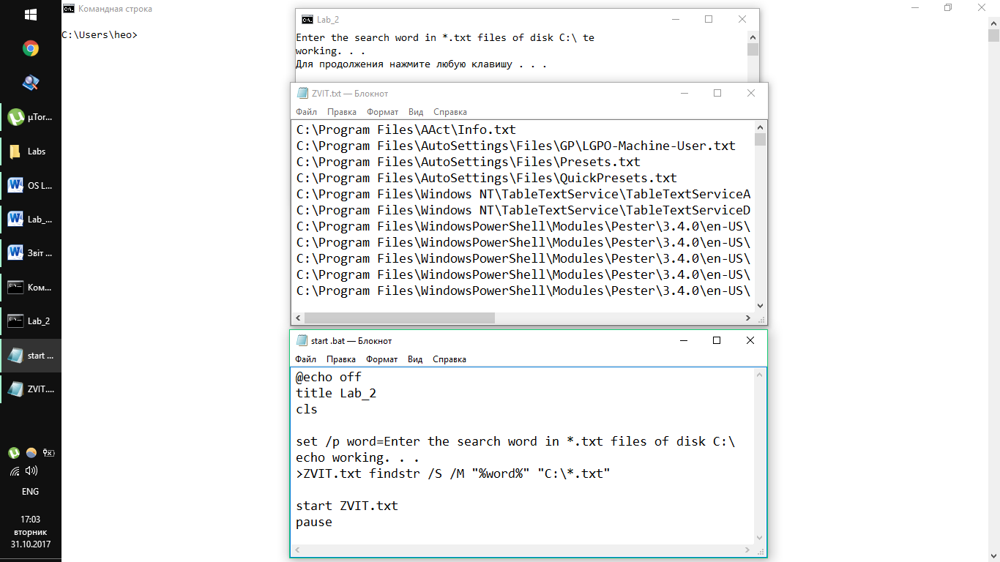 Командная строка
C:\Users\heo>
µTor...
Labs
OS L...
Lab_...
Звіт ...
Ком...
Lab_2
start ...
ZVIT....
ENG
17:03
вторник
31.10.2017
Lab_2
Enter the search word in *.txt files of disk C:\ te
working. . .
Для продолжения нажмите любую клавишу . . .
ZVIT.txt — Блокнот
Файл Правка Формат Вид Справка
C:\Program Files\AAct\Info.txt
C:\Program Files\AutoSettings\Files\GP\LGPO-Machine-User.txt
C:\Program Files\AutoSettings\Files\Presets.txt
C:\Program Files\AutoSettings\Files\QuickPresets.txt
C:\Program Files\Windows NT\TableTextService\TableTextServiceA
C:\Program Files\Windows NT\TableTextService\TableTextServiceD
C:\Program Files\WindowsPowerShell\Modules\Pester\3.4.0\en-US\
C:\Program Files\WindowsPowerShell\Modules\Pester\3.4.0\en-US\
C:\Program Files\WindowsPowerShell\Modules\Pester\3.4.0\en-US\
C:\Program Files\WindowsPowerShell\Modules\Pester\3.4.0\en-US\
C:\Program Files\WindowsPowerShell\Modules\Pester\3.4.0\en-US\
start .bat — Блокнот
Файл Правка Формат Вид Справка
@echo off
title Lab_2
cls
set /p word=Enter the search word in *.txt files of disk C:\
echo working. . .
>ZVIT.txt findstr /S /M "%word%" "C:\*.txt"
start ZVIT.txt
pause